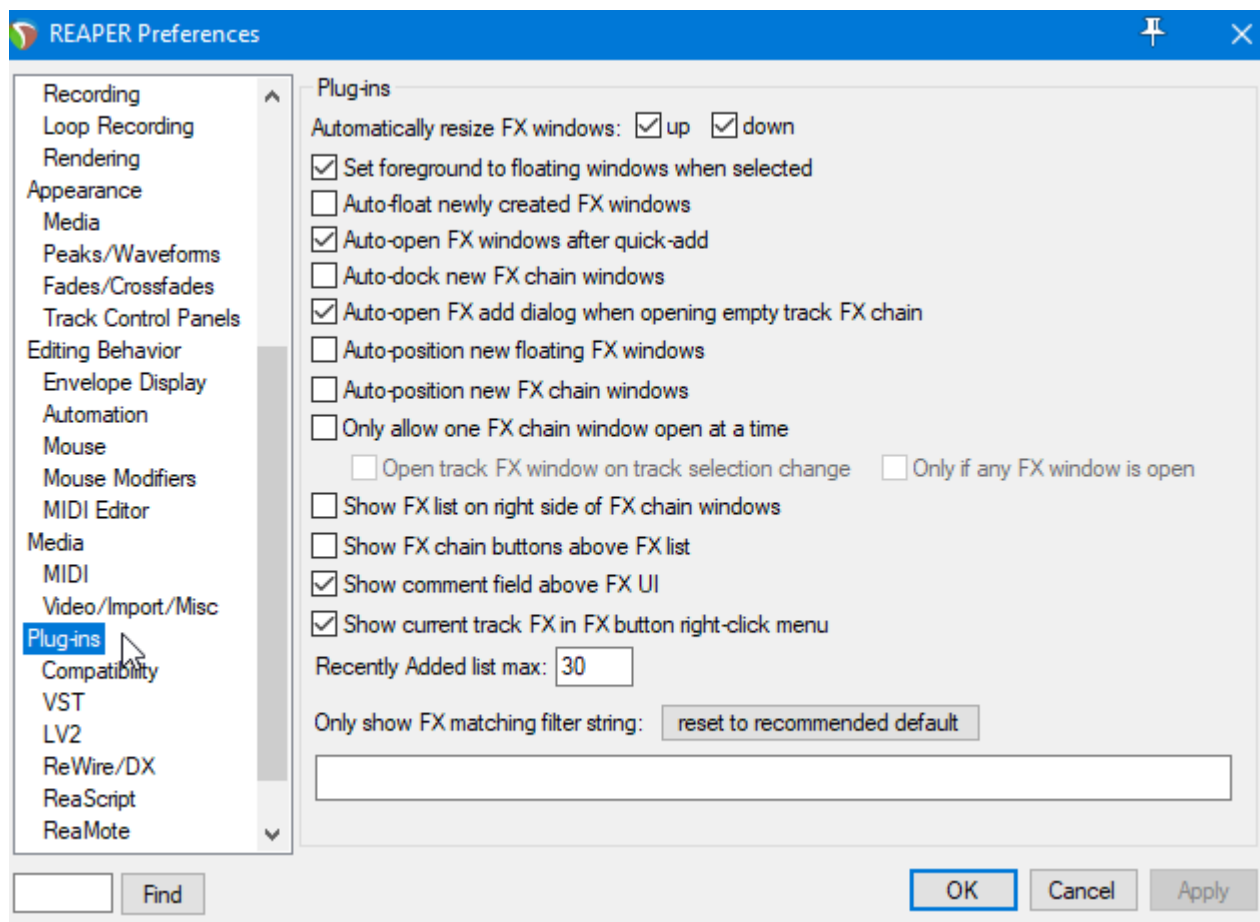 REAPER Preferences
Recording
Loop Recording
Rendering
Appearance
Media
Peaks/Waveforms
Fades/Crossfades
Track Control Panels
Editing Behavior
Envelope Display
Automation
Mouse
Mouse Modifiers
MIDI Editor
Media
MIDI
Video/Import/Misc
Plug-ins
Compatibility
VST
LV2
ReWire/DX
ReaScript
ReaMote
Find
Plug-ins
Automatically resize FX windows: up down
Set foreground to floating windows when selected
Auto-float newly created FX windows
Auto-open FX windows after quick-add
Auto-dock new FX chain windows
Auto-open FX add dialog when opening empty track FX chain
Auto-position new floating FX windows
Auto-position new FX chain windows
Only allow one FX chain window open at a time
Open track FX window on track selection change Only if any FX window is open
Show FX list on right side of FX chain windows
Show FX chain buttons above FX list
Show comment field above FX UI
Show current track FX in FX button right-click menu
Recently Added list max: 30
Only show FX matching filter string: reset to recommended default
OK Cancel Apply